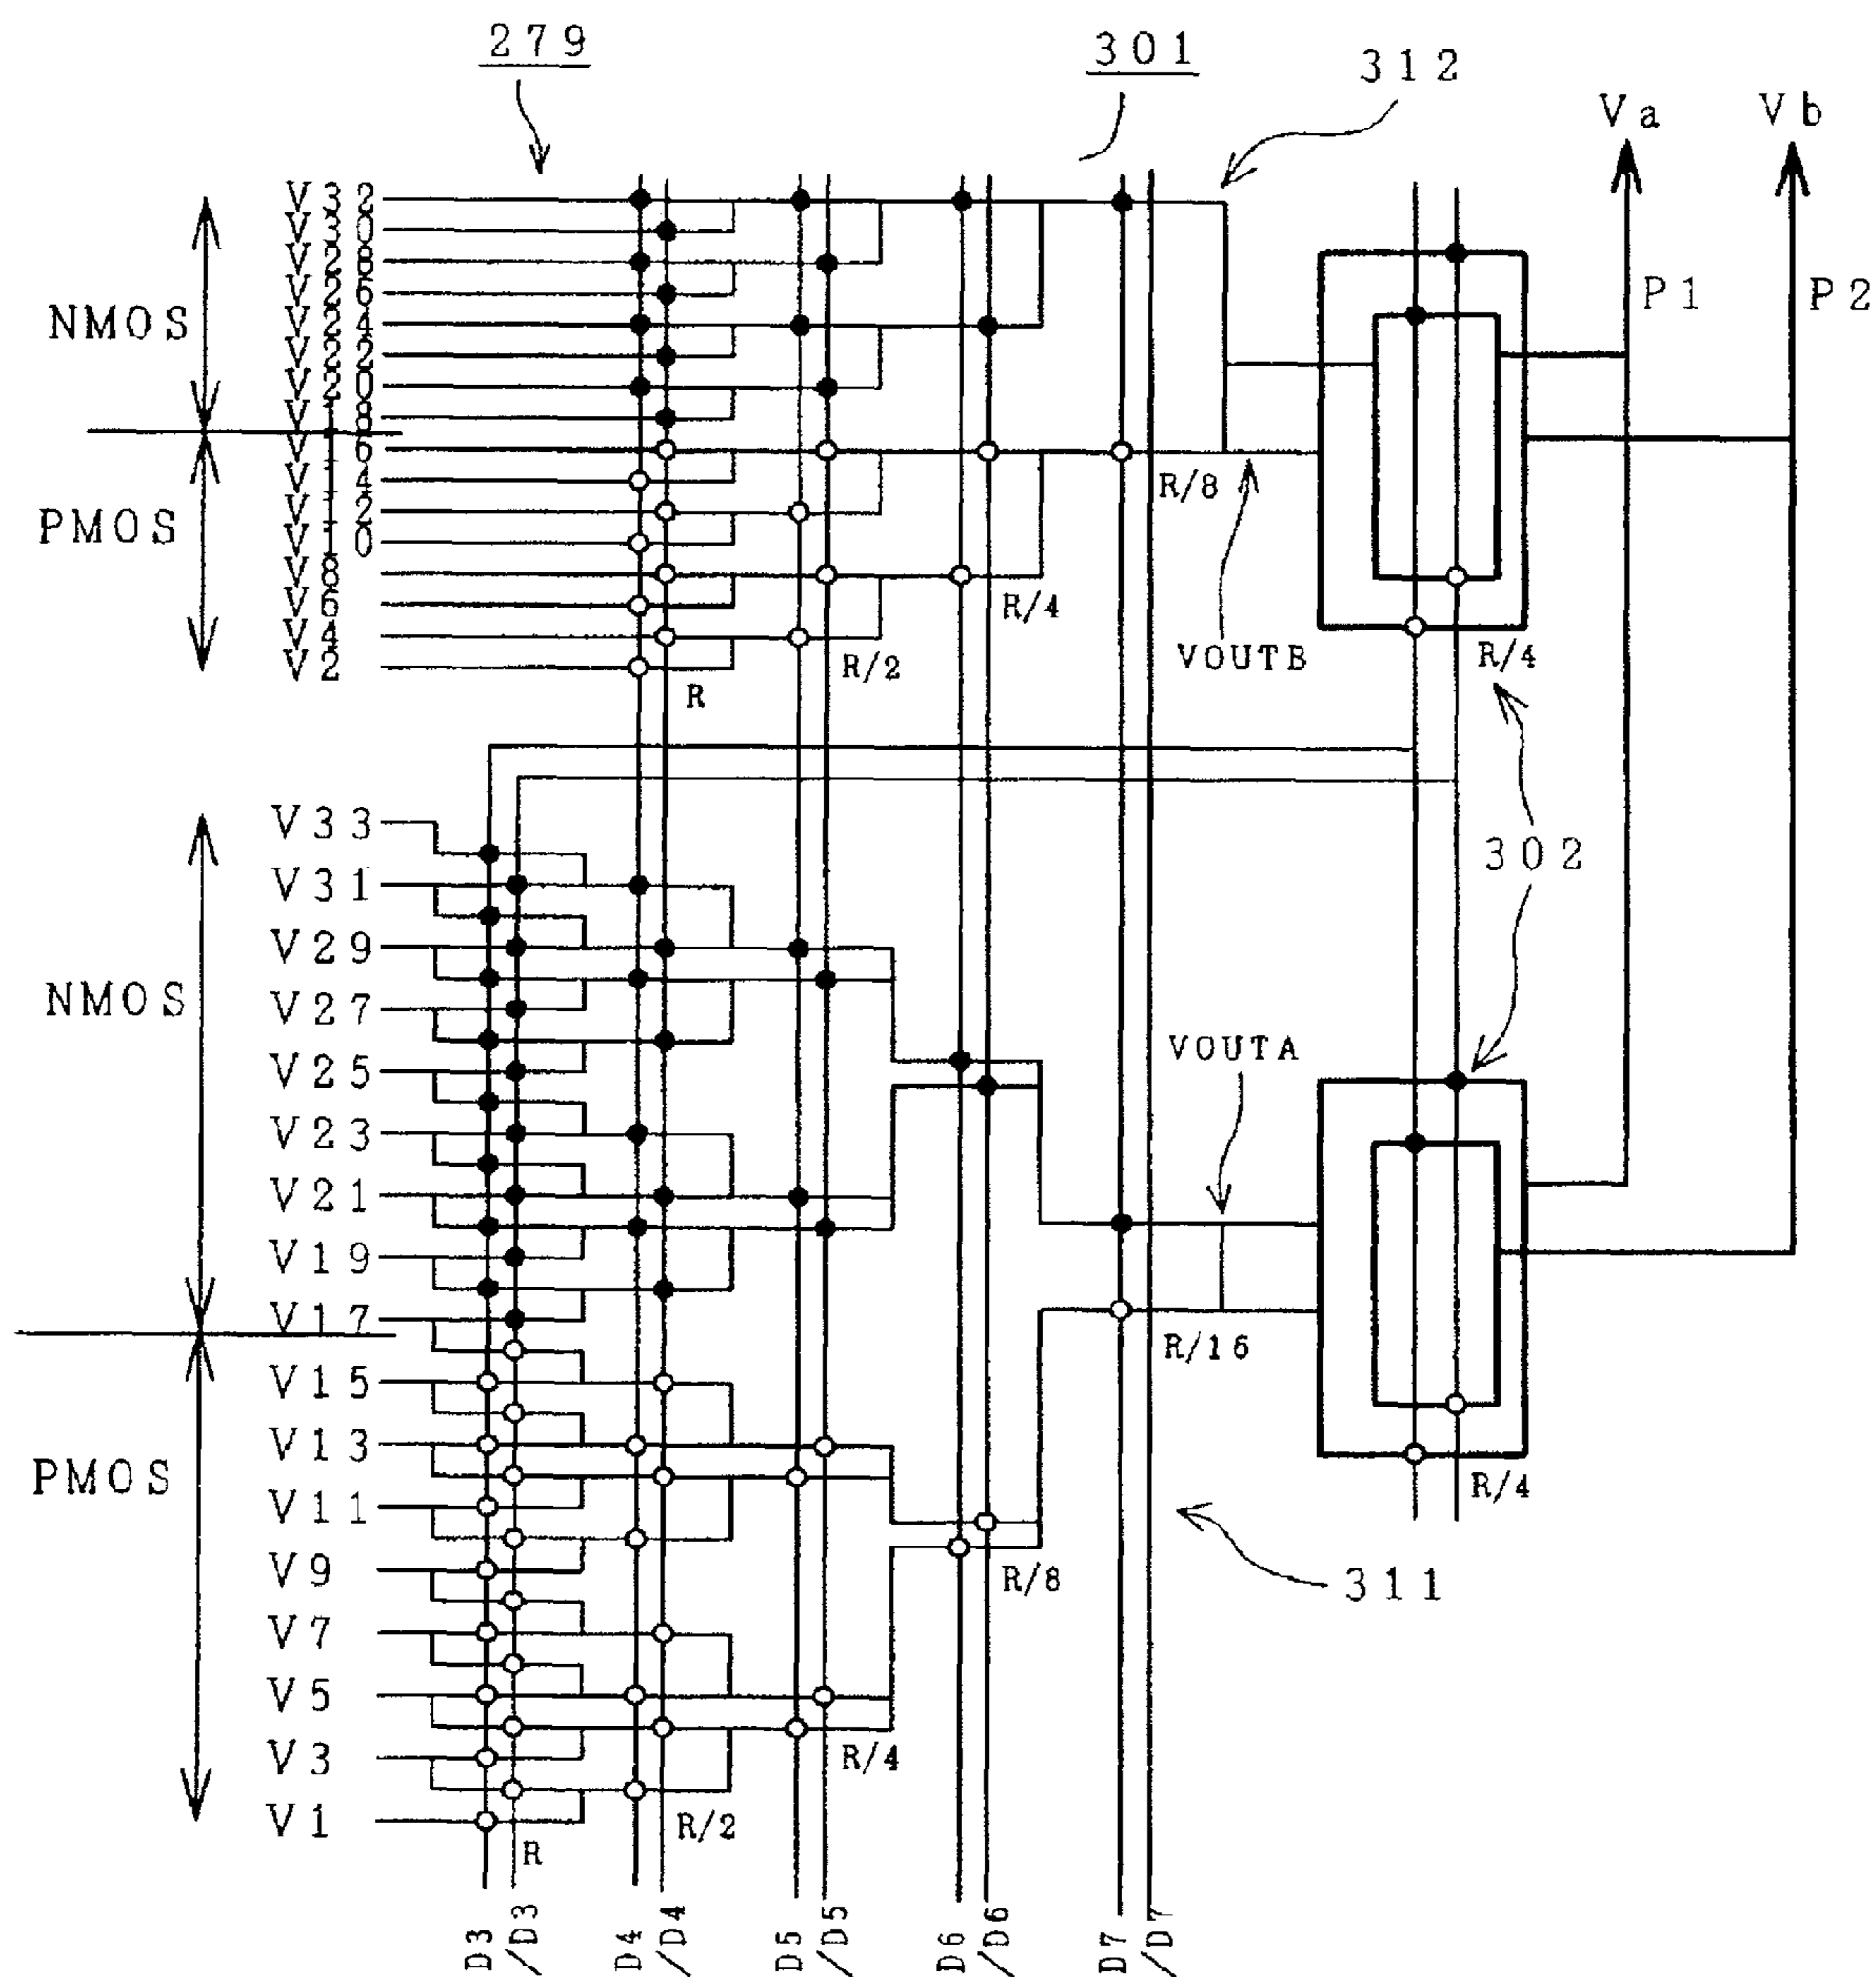 279
301
312
Va
Vb
V32
V30
V28
V26
V24
V22
V20
V18
V16
V14
V12
V10
V8
V6
V4
V2
NMOS
PMOS
P1
P2
R/8
R/4
R/2
R
VOUTB
R/4
302
V33
V31
V29
V27
V25
V23
V21
V19
V17
V15
V13
V11
V9
V7
V5
V3
V1
NMOS
PMOS
VOUTA
R/16
R/4
R/8
311
R/4
R/2
R
D3
/D3
D4
/D4
D5
/D5
D6
/D6
D7
/D7